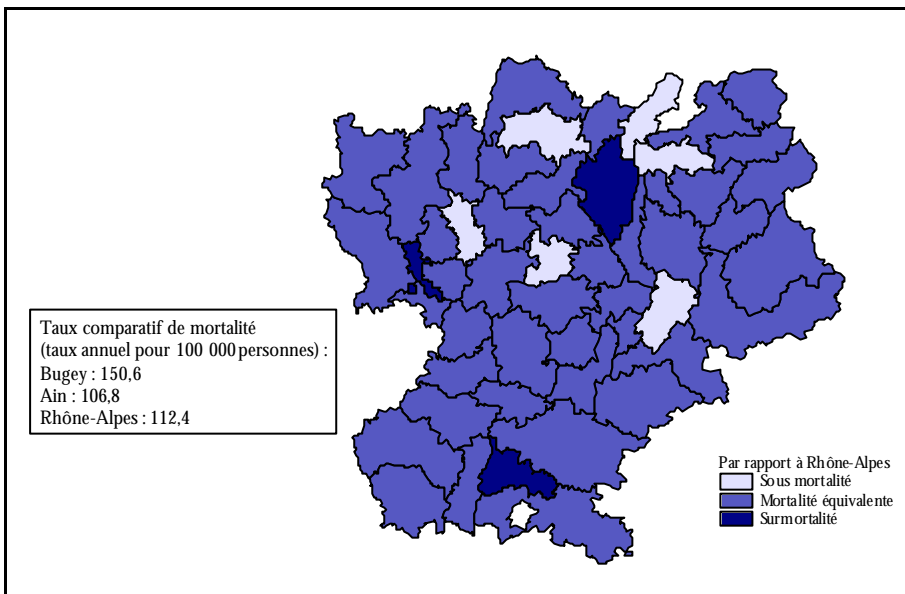 Taux comparatif de mortalité
(taux annuel pour 100 000 personnes) :
Bugey : 150,6
Ain : 106,8
Rhône-Alpes : 112,4
Par rapport à Rhône-Alpes
Sous mortalité
Mortalité équivalente
Surmortalité